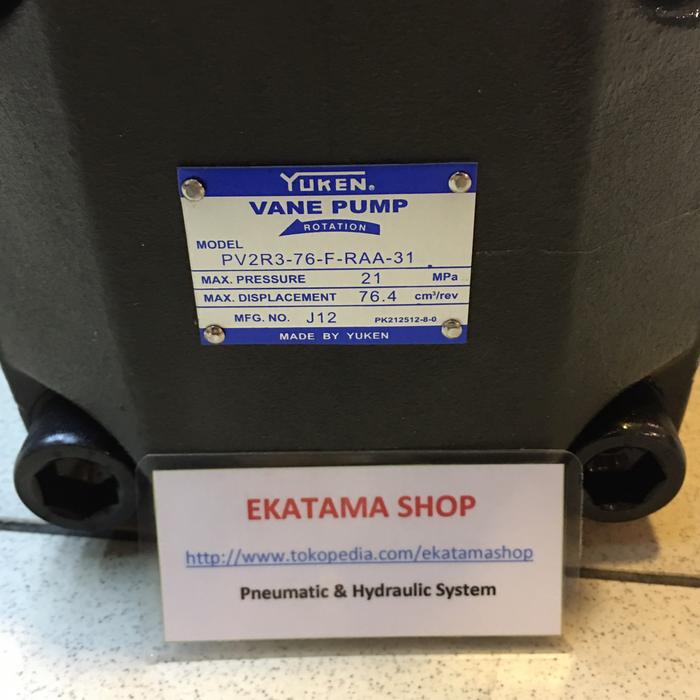 YUKEN®
VANE PUMP
ROTATION
MODEL
PV2R3-76-F-RAA-31
MAX. PRESSURE 21 MPa
MAX. DISPLACEMENT 76.4 cm³/rev
MFG. NO. J12 PK212512-8-0
MADE BY YUKEN
EKATAMA SHOP
http://www.tokopedia.com/ekatamashop
Pneumatic & Hydraulic System